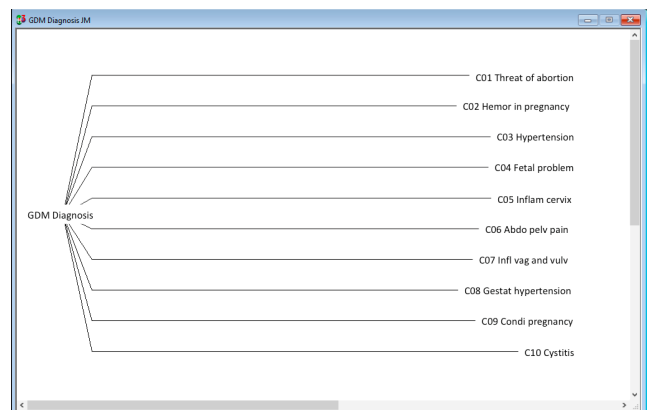 GDM Diagnosis JM
C01 Threat of abortion
C02 Hemor in pregnancy
C03 Hypertension
C04 Fetal problem
C05 Inflam cervix
GDM Diagnosis
C06 Abdo pelv pain
C07 Infl vag and vulv
C08 Gestat hypertension
C09 Condi pregnancy
C10 Cystitis